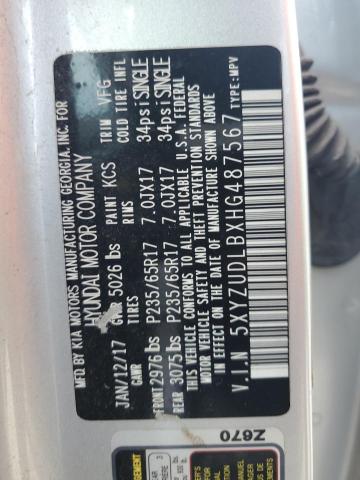 MFG BY KIA MOTORS MANUFACTURING GEORGIA, INC. FOR
HYUNDAI MOTOR COMPANY
JAN/12/17 GVWR 5026 lbs PAINT KCS TRIM VFG
GAWR TIRES RIMS COLD TIRE INFL
FRONT 2976 lbs P235/65R17 7.0JX17 34psi SINGLE
REAR 3075 lbs P235/65R17 7.0JX17 34psi SINGLE
THIS VEHICLE CONFORMS TO ALL APPLICABLE U.S.A. FEDERAL
MOTOR VEHICLE SAFETY AND THEFT PREVENTION STANDARDS
IN EFFECT ON THE DATE OF MANUFACTURE SHOWN ABOVE
V.I.N 5XYZUDLBXHG487567 TYPE:MPV
Z670
3